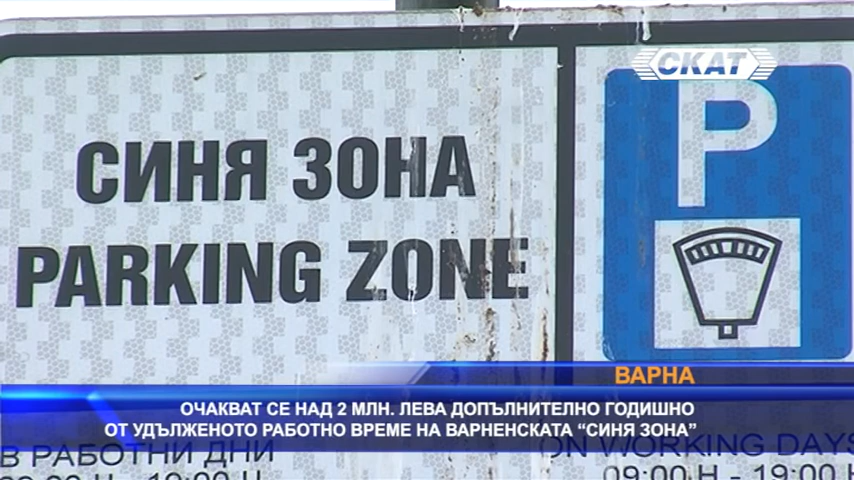 СКАТ
P
СИНЯ ЗОНА
PARKING ZONE
ВАРНА
ОЧАКВАТ СЕ НАД 2 МЛН. ЛЕВА ДОПЪЛНИТЕЛНО ГОДИШНО
ОТ УДЪЛЖЕНОТО РАБОТНО ВРЕМЕ НА ВАРНЕНСКАТА “СИНЯ ЗОНА”
В РАБОТНИ ДНИ
ON WORKING DAYS
09:00 H - 19:00 H